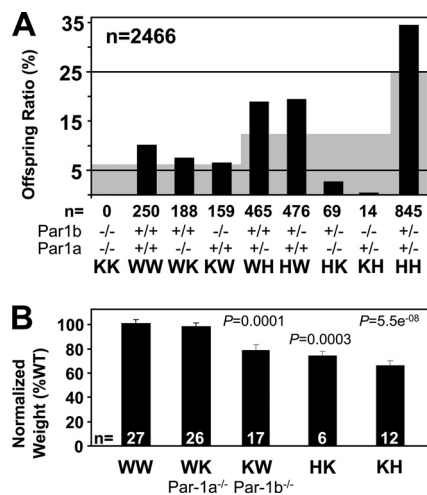 A
n=2466
Offspring Ratio (%)
35
25
15
5
n= 0 250 188 159 465 476 69 14 845
Par1b -/- +/+ +/+ -/- +/+ +/- +/- -/- +/-
Par1a -/- +/+ -/- +/+ +/- +/+ -/- +/- +/-
KK WW WK KW WH HW HK KH HH
B
Normalized
Weight (%WT)
100
80
60
40
20
0
P=0.0001
P=0.0003
P=5.5e-08
n= 27 26 17 6 12
WW WK KW HK KH
Par-1a-/- Par-1b-/-